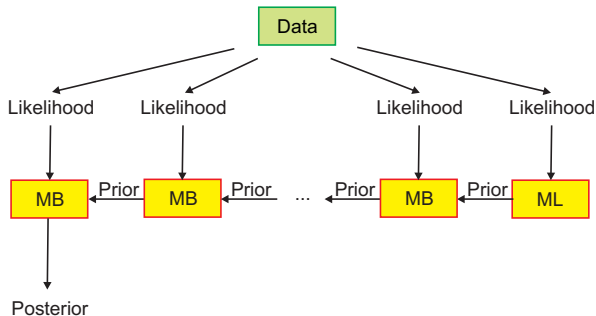 Data
Likelihood Likelihood Likelihood Likelihood
MB Prior MB Prior ... Prior MB Prior ML
Posterior